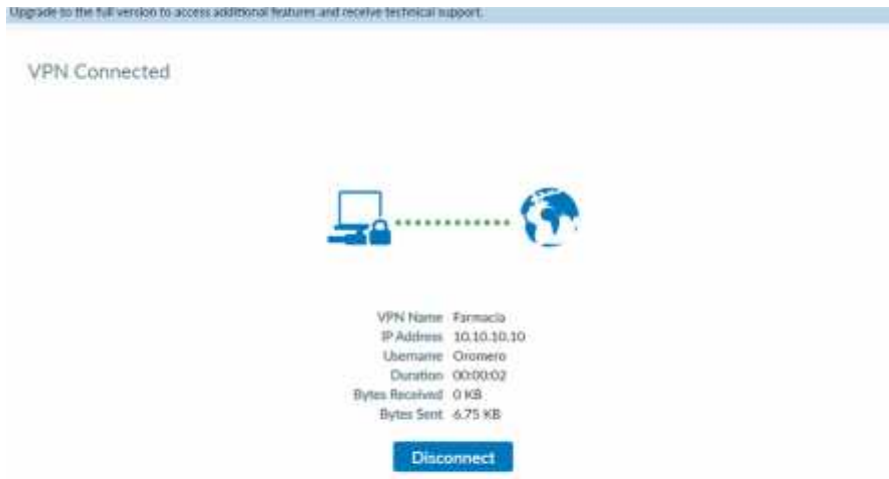 Upgrade to the full version to access additional features and receive technical support.
VPN Connected
VPN Name Farmacia
IP Address 10.10.10.10
Username Oromero
Duration 00:00:02
Bytes Received 0 KB
Bytes Sent 6.75 KB
Disconnect